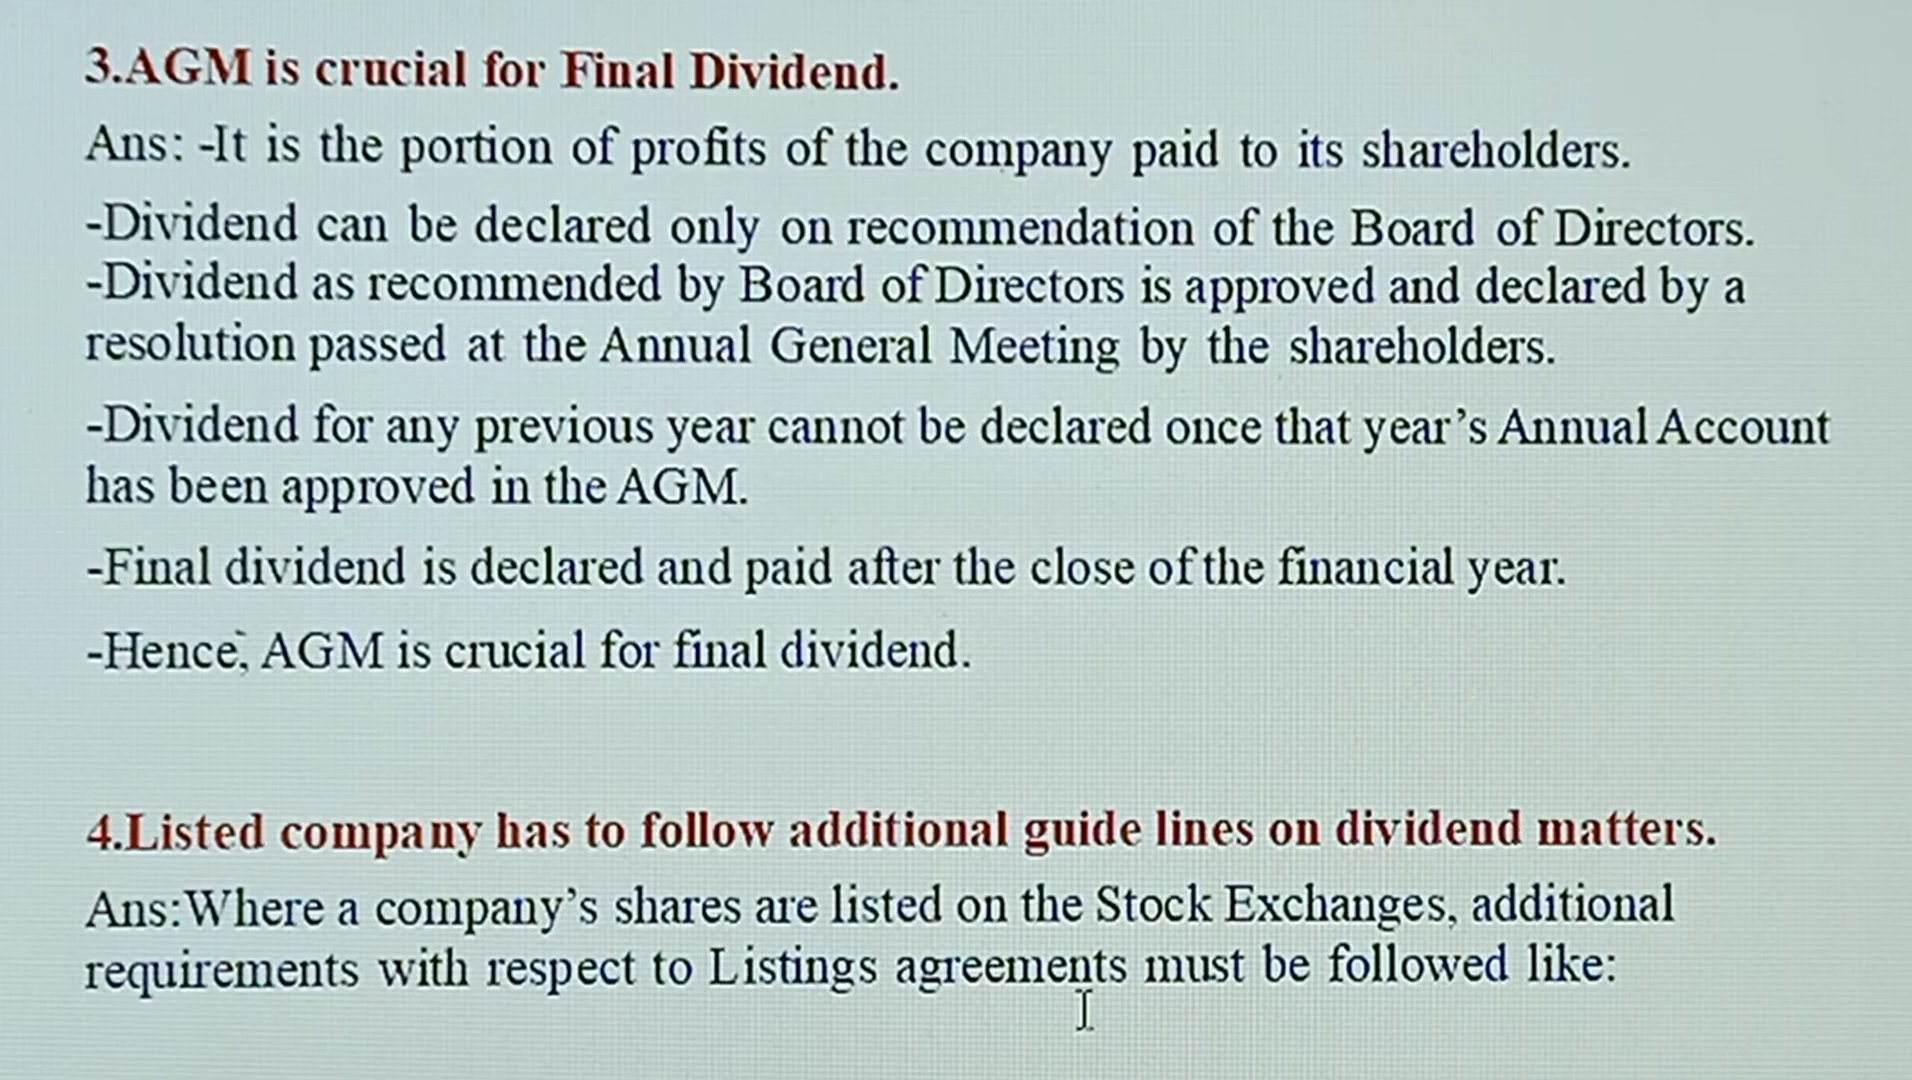 3.AGM is crucial for Final Dividend.
Ans: -It is the portion of profits of the company paid to its shareholders.
-Dividend can be declared only on recommendation of the Board of Directors.
-Dividend as recommended by Board of Directors is approved and declared by a
resolution passed at the Annual General Meeting by the shareholders.
-Dividend for any previous year cannot be declared once that year’s Annual Account
has been approved in the AGM.
-Final dividend is declared and paid after the close of the financial year.
-Hence, AGM is crucial for final dividend.
4.Listed company has to follow additional guide lines on dividend matters.
Ans:Where a company’s shares are listed on the Stock Exchanges, additional
requirements with respect to Listings agreements must be followed like: